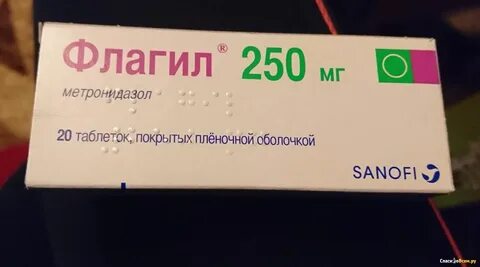 Флагил® 250 мг
метронидазол
20 таблеток, покрытых плёночной оболочкой
SANOFI